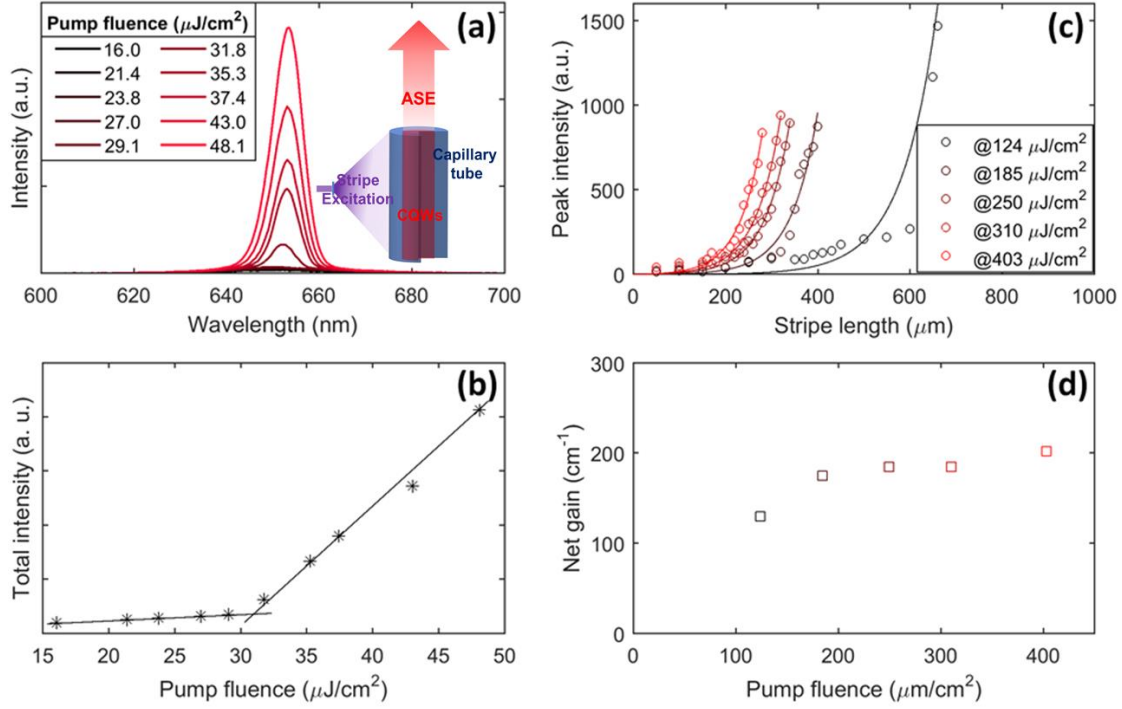 (a)
Pump fluence (μJ/cm²)
16.0 31.8
21.4 35.3
23.8 37.4
27.0 43.0
29.1 48.1
ASE
Capillary
tube
Stripe
Excitation
CQWs
Intensity (a.u.)
600 620 640 660 680 700
Wavelength (nm)
(c)
Peak intensity (a.u.)
1500
1000
500
0
@124 μJ/cm²
@185 μJ/cm²
@250 μJ/cm²
@310 μJ/cm²
@403 μJ/cm²
0 200 400 600 800 1000
Stripe length (μm)
(b)
Total intensity (a. u.)
15 20 25 30 35 40 45 50
Pump fluence (μJ/cm²)
(d)
Net gain (cm⁻¹)
300
200
100
0
0 100 200 300 400
Pump fluence (μm/cm²)